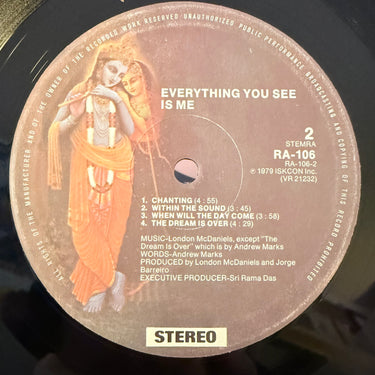 ALL RIGHTS OF THE MANUFACTURER AND OF THE OWNER OF THE RECORDED WORK RESERVED UNAUTHORIZED PUBLIC PERFORMANCE BROADCASTING AND COPYING OF THIS RECORD PROHIBITED
EVERYTHING YOU SEE
IS ME
2
STEMRA
RA-106
RA-106-2
℗ 1979 ISKCON Inc.
(VR 21232)
1. CHANTING (4 : 55)
2. WITHIN THE SOUND (3 : 45)
3. WHEN WILL THE DAY COME (3 : 58)
4. THE DREAM IS OVER (4 : 29)
MUSIC-London McDaniels, except "The
Dream Is Over" which is by Andrew Marks
WORDS-Andrew Marks
PRODUCED by London McDaniels and Jorge
Barreiro
EXECUTIVE PRODUCER-Sri Rama Das
STEREO